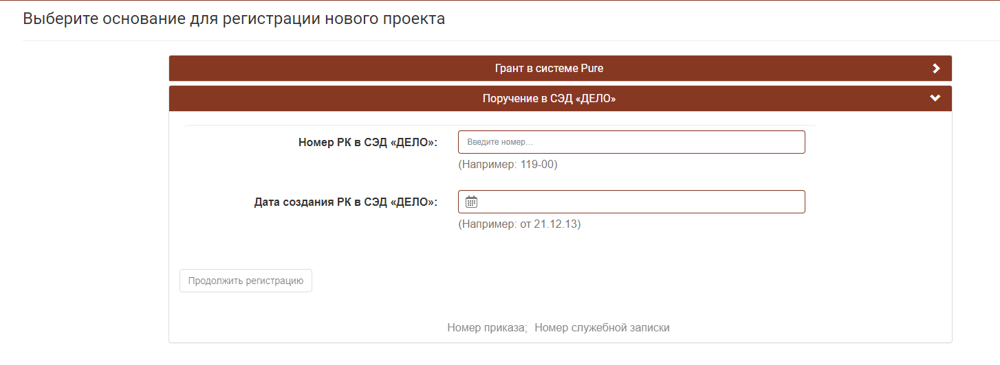 Выберите основание для регистрации нового проекта
Грант в системе Pure
Поручение в СЭД «ДЕЛО»
Номер РК в СЭД «ДЕЛО»:
Введите номер...
(Например: 119-00)
Дата создания РК в СЭД «ДЕЛО»:
(Например: от 21.12.13)
Продолжить регистрацию
Номер приказа; Номер служебной записки